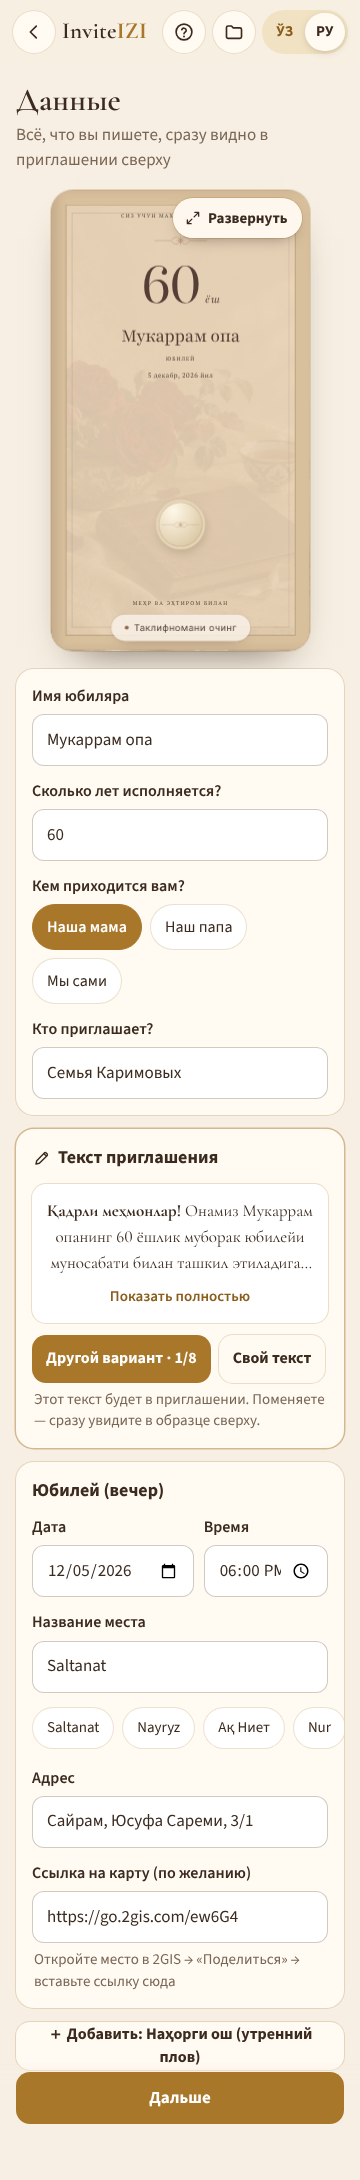 InviteIZI
ЎЗ
РУ
Данные
Всё, что вы пишете, сразу видно в
приглашении сверху
СИЗ УЧУН МАХ
Развернуть
60 ёш
Мукаррам опа
ЮБИЛЕЙ
5 декабр, 2026 йил
МЕҲР ВА ЭҲТИРОМ БИЛАН
Таклифномани очинг
Имя юбиляра
Мукаррам опа
Сколько лет исполняется?
60
Кем приходится вам?
Наша мама
Наш папа
Мы сами
Кто приглашает?
Семья Каримовых
Текст приглашения
Қадрли меҳмонлар! Онамиз Мукаррам
опанинг 60 ёшлик муборак юбилейи
муносабати билан ташкил этиладига...
Показать полностью
Другой вариант · 1/8
Свой текст
Этот текст будет в приглашении. Поменяете
— сразу увидите в образце сверху.
Юбилей (вечер)
Дата
Время
12/05/2026
06:00 PM
Название места
Saltanat
Saltanat
Nayryz
Ақ Ниет
Nur
Адрес
Сайрам, Юсуфа Сареми, 3/1
Ссылка на карту (по желанию)
https://go.2gis.com/ew6G4
Откройте место в 2GIS → «Поделиться» →
вставьте ссылку сюда
+ Добавить: Наҳорги ош (утренний
плов)
Дальше